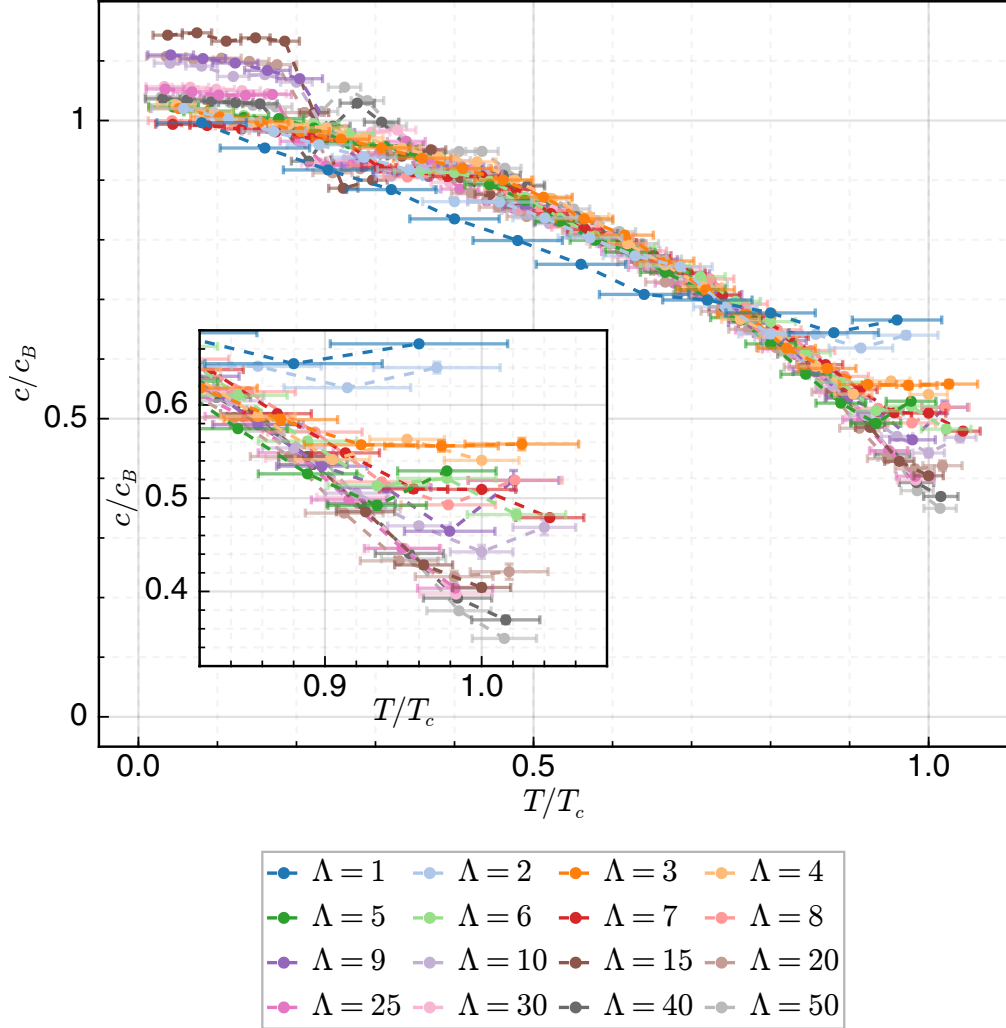 1
0.5
0
c/c_B
0.6
0.5
0.4
c/c_B
0.9 1.0
T/T_c
0.0 0.5 1.0
T/T_c
Λ = 1 Λ = 2 Λ = 3 Λ = 4
Λ = 5 Λ = 6 Λ = 7 Λ = 8
Λ = 9 Λ = 10 Λ = 15 Λ = 20
Λ = 25 Λ = 30 Λ = 40 Λ = 50